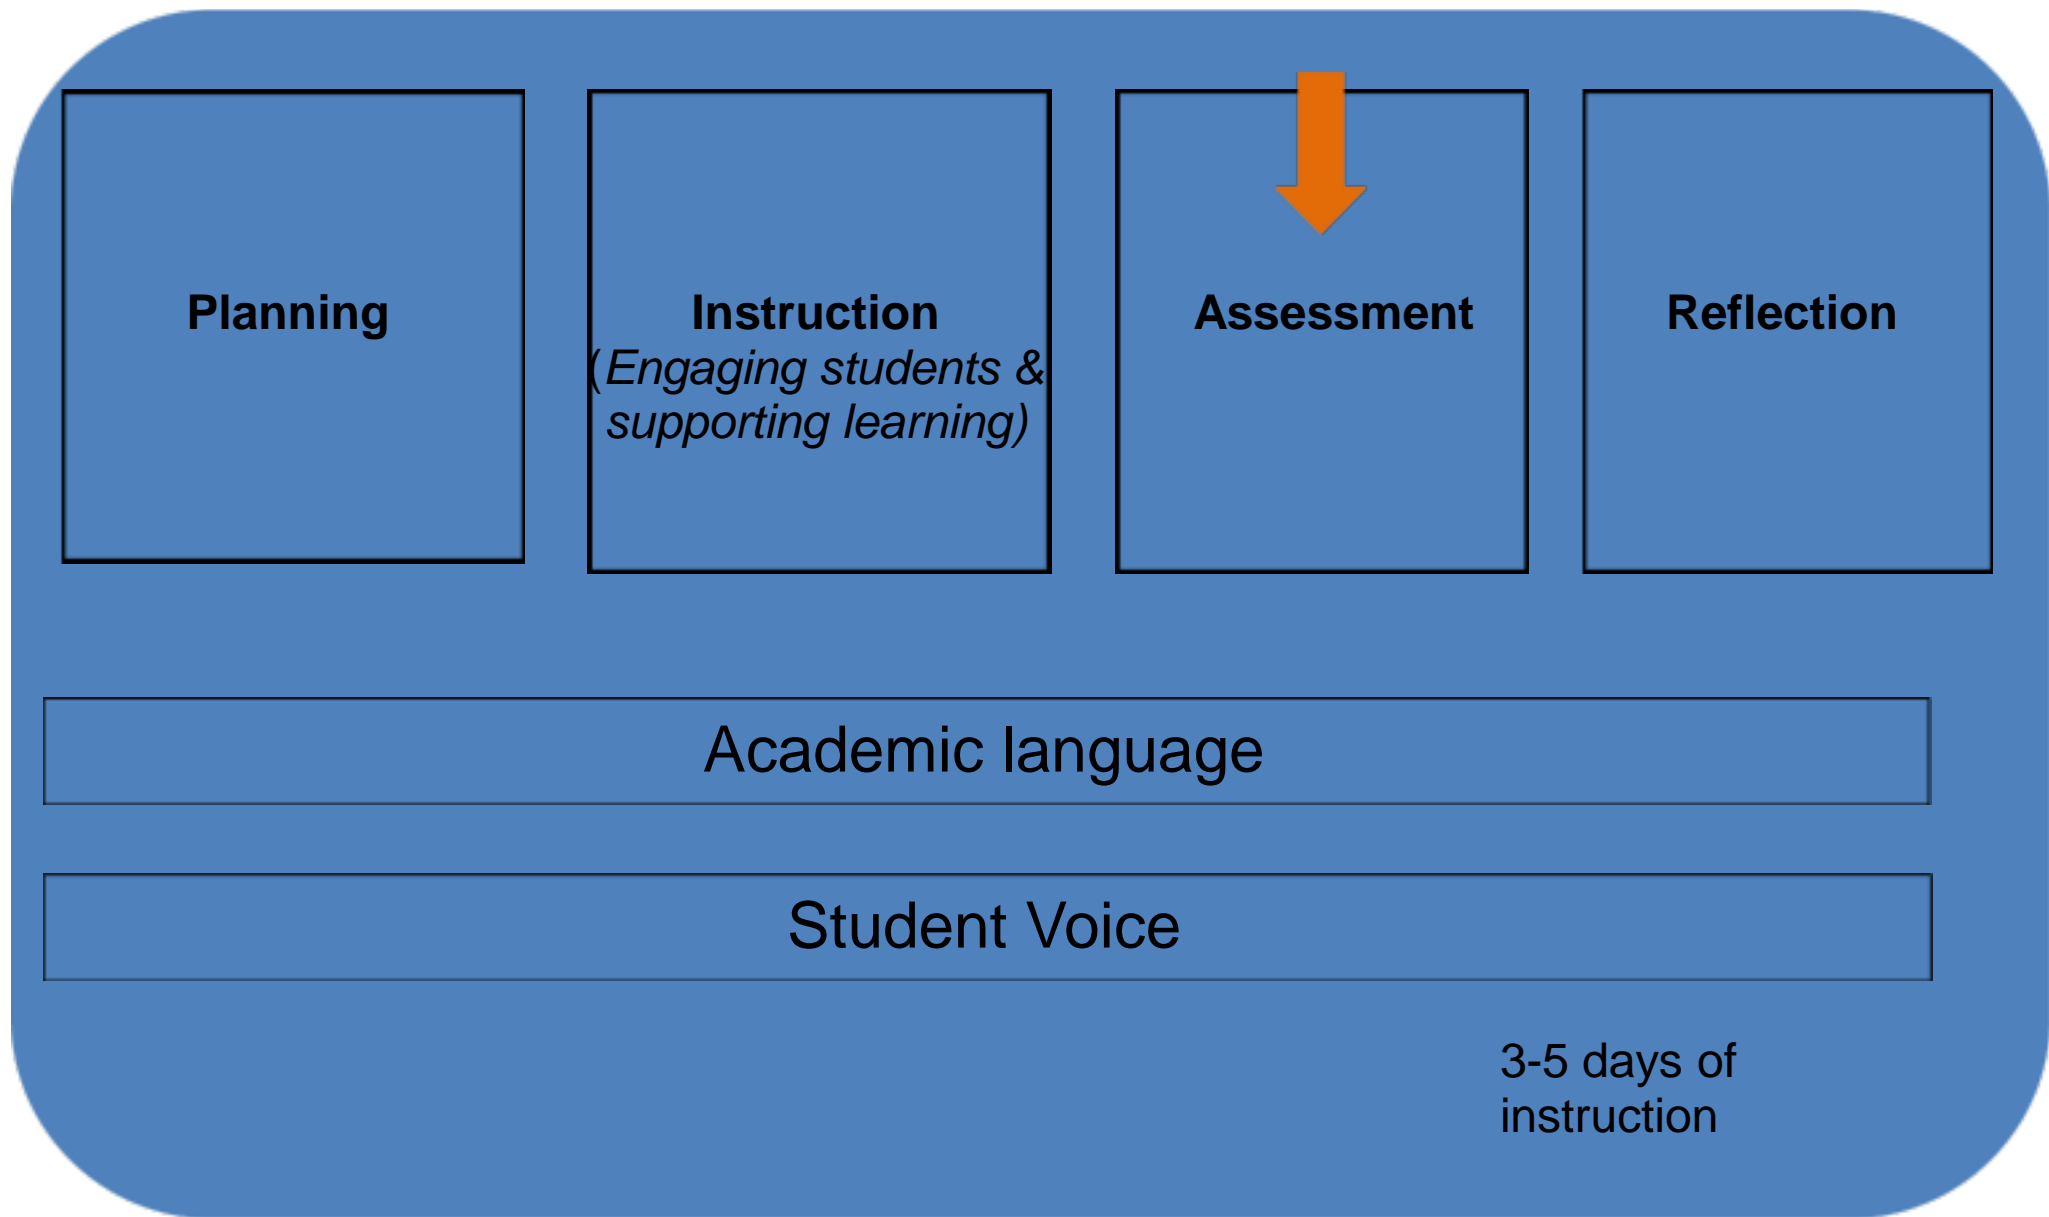 Planning
Instruction
(Engaging students &
supporting learning)
Assessment
Reflection
Academic language
Student Voice
3-5 days of
instruction